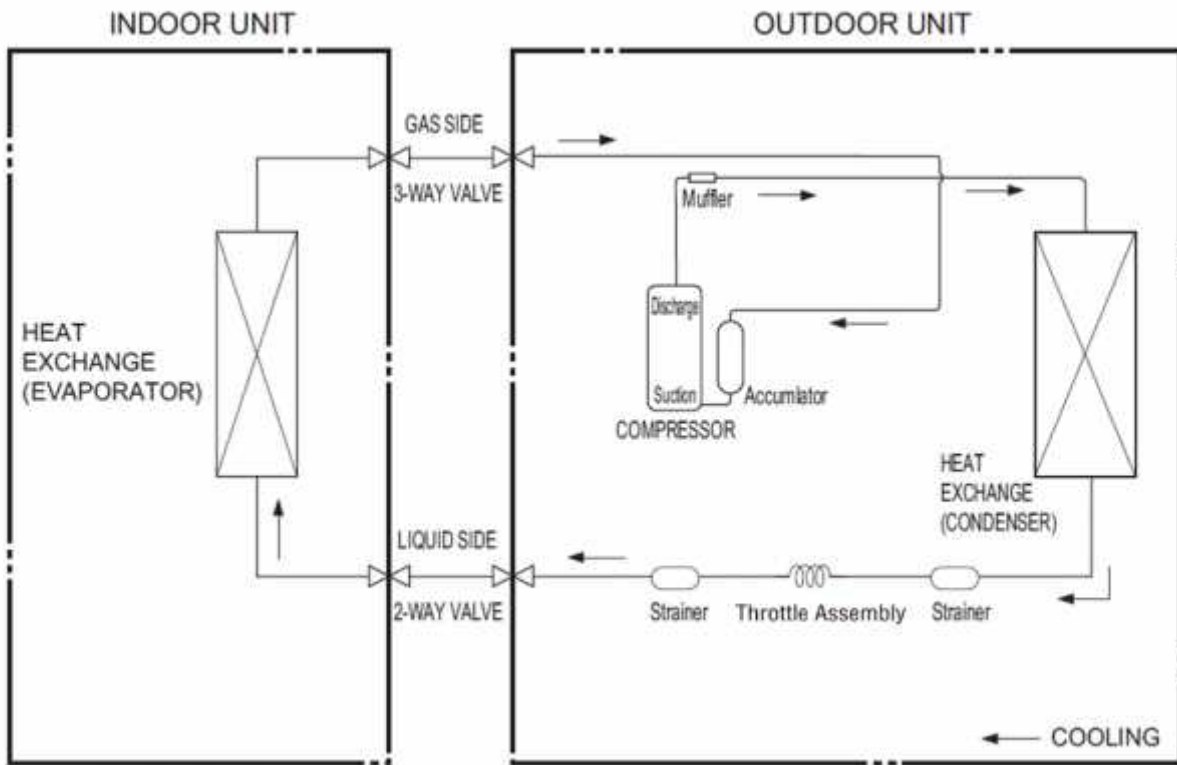 INDOOR UNIT
OUTDOOR UNIT
GAS SIDE
3-WAY VALVE
Muffler
HEAT
EXCHANGE
(EVAPORATOR)
Discharge
Suction
Accumlator
COMPRESSOR
HEAT
EXCHANGE
(CONDENSER)
LIQUID SIDE
2-WAY VALVE
Strainer
Throttle Assembly
Strainer
COOLING